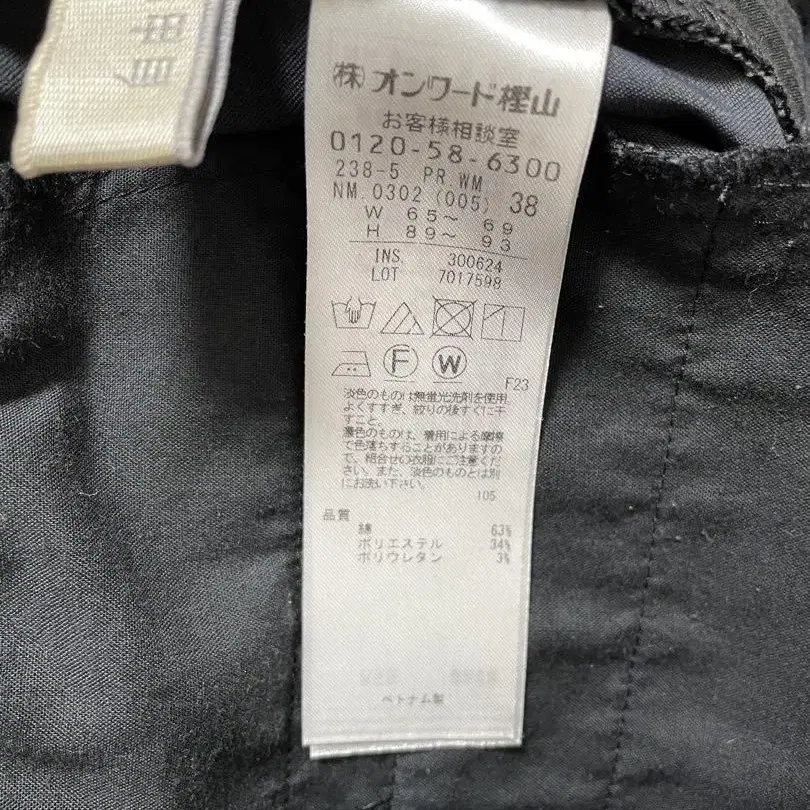 (株)オンワード樫山
お客様相談室
0120-58-6300
238-5 PR WM
NM. 0302 (005) 38
W 65～ 69
H 89～ 93
INS. 300624
LOT 7017598
F
W
F23
淡色のものは無蛍光洗剤を使用、
よくすすぎ、絞りの後すぐに干
すこと。
濃色のものは、着用による摩擦
で色落ちすることがありますの
で、組合せの衣服にご注意くだ
さい。また、淡色のものとは別
にお洗い下さい。
105
品質
綿 63%
ポリエステル 34%
ポリウレタン 3%
ベトナム製